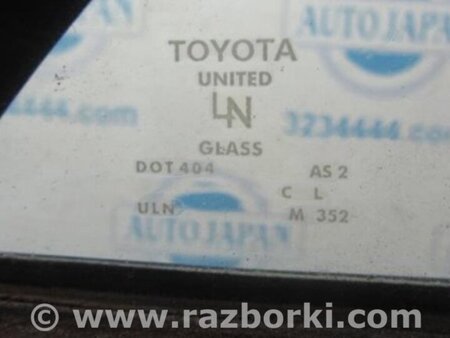 AUTO JAPAN
TOYOTA
UNITED
LN
GLASS
3234444.com
DOT 404 AS 2
C L
ULN M 352
AUTO JAPAN
© www.razborki.com